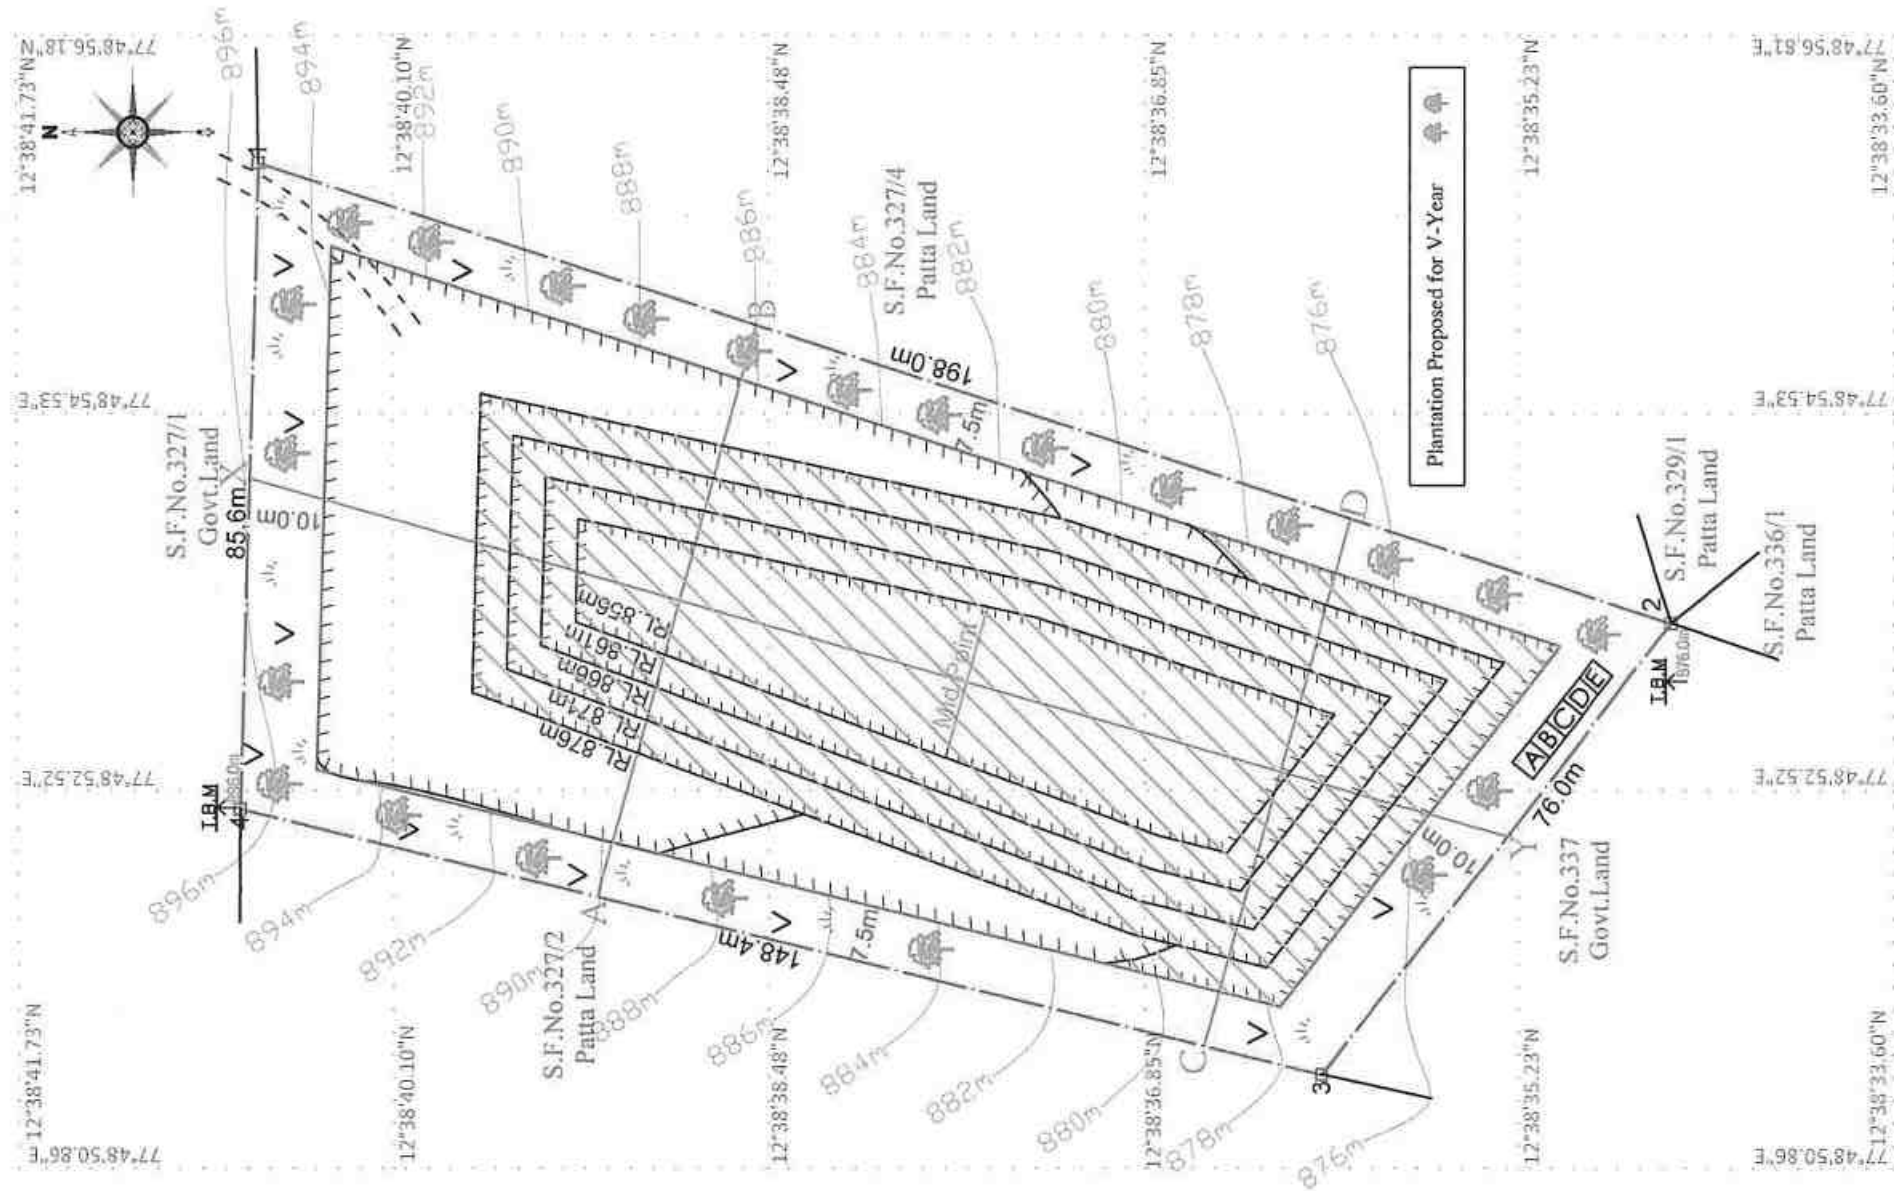 12°38'41.73"N
77°48'56.18"N
N
896m
894m
12°38'40.10"N
892m
890m
888m
886m
12°38'38.48"N
884m
882m
880m
878m
876m
12°38'36.85"N
12°38'35.23"N
12°38'33.60"N
77°48'56.81"E
Plantation Proposed for V-Year
S.F.No.327/4
Patta Land
B
198.0m
7.5m
77°48'54.53"E
77°48'54.53"E
S.F.No.327/1
Govt.Land
85.6m
10.0m
D
S.F.No.329/1
Patta Land
S.F.No.336/1
Patta Land
2
T.B.M
RL.856m
RL.861m
RL.866m
RL.871m
RL.876m
Mid Point
A B C D E
76.0m
10.0m
Y
S.F.No.337
Govt.Land
77°48'52.52"E
77°48'52.52"E
T.B.M
4
896m
894m
892m
890m
888m
886m
884m
882m
880m
878m
876m
A
S.F.No.327/2
Patta Land
148.4m
7.5m
C
3
12°38'41.73"N
12°38'40.10"N
12°38'38.48"N
12°38'36.85"N
12°38'35.23"N
12°38'33.60"N
77°48'50.86"E
77°48'50.86"E